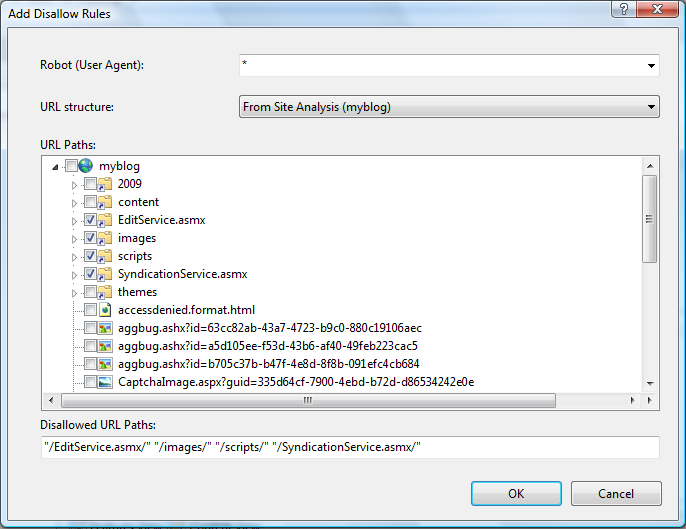 Add Disallow Rules
Robot (User Agent):
*
URL structure:
From Site Analysis (myblog)
URL Paths:
myblog
2009
content
EditService.asmx
images
scripts
SyndicationService.asmx
themes
accessdenied.format.html
aggbug.ashx?id=63cc82ab-43a7-4723-b9c0-880c19106aec
aggbug.ashx?id=a5d105ee-f53d-43b6-af40-49feb223cac5
aggbug.ashx?id=b705c37b-b47f-4e8d-8f8b-091efc4cb684
CaptchaImage.aspx?guid=335d64cf-7900-4ebd-b72d-d86534242e0e
Disallowed URL Paths:
"/EditService.asmx/" "/images/" "/scripts/" "/SyndicationService.asmx/"
OK Cancel